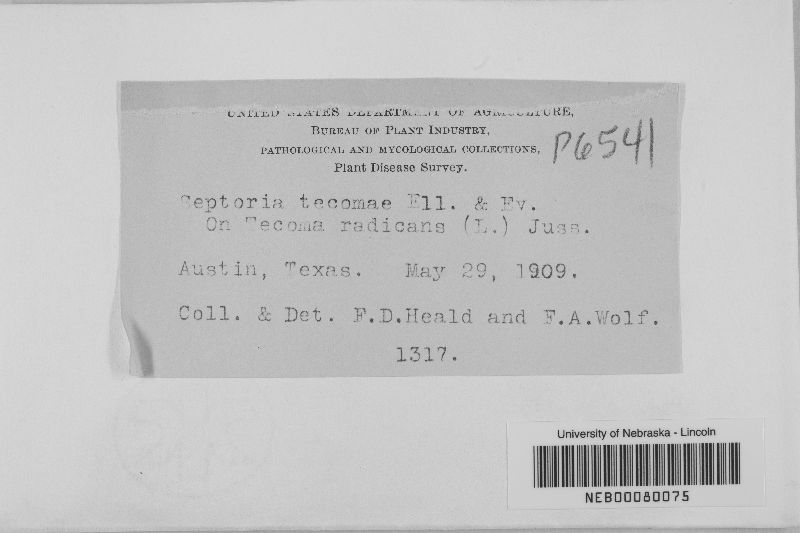 UNITED STATES DEPARTMENT OF AGRICULTURE,
BUREAU OF PLANT INDUSTRY,
PATHOLOGICAL AND MYCOLOGICAL COLLECTIONS,
Plant Disease Survey.
P6541
Septoria tecomae Ell. & Ev.
On Tecoma radicans (L.) Juss.
Austin, Texas. May 29, 1909.
Coll. & Det. F.D.Heald and F.A.Wolf.
1317.
University of Nebraska - Lincoln
NEB00080075